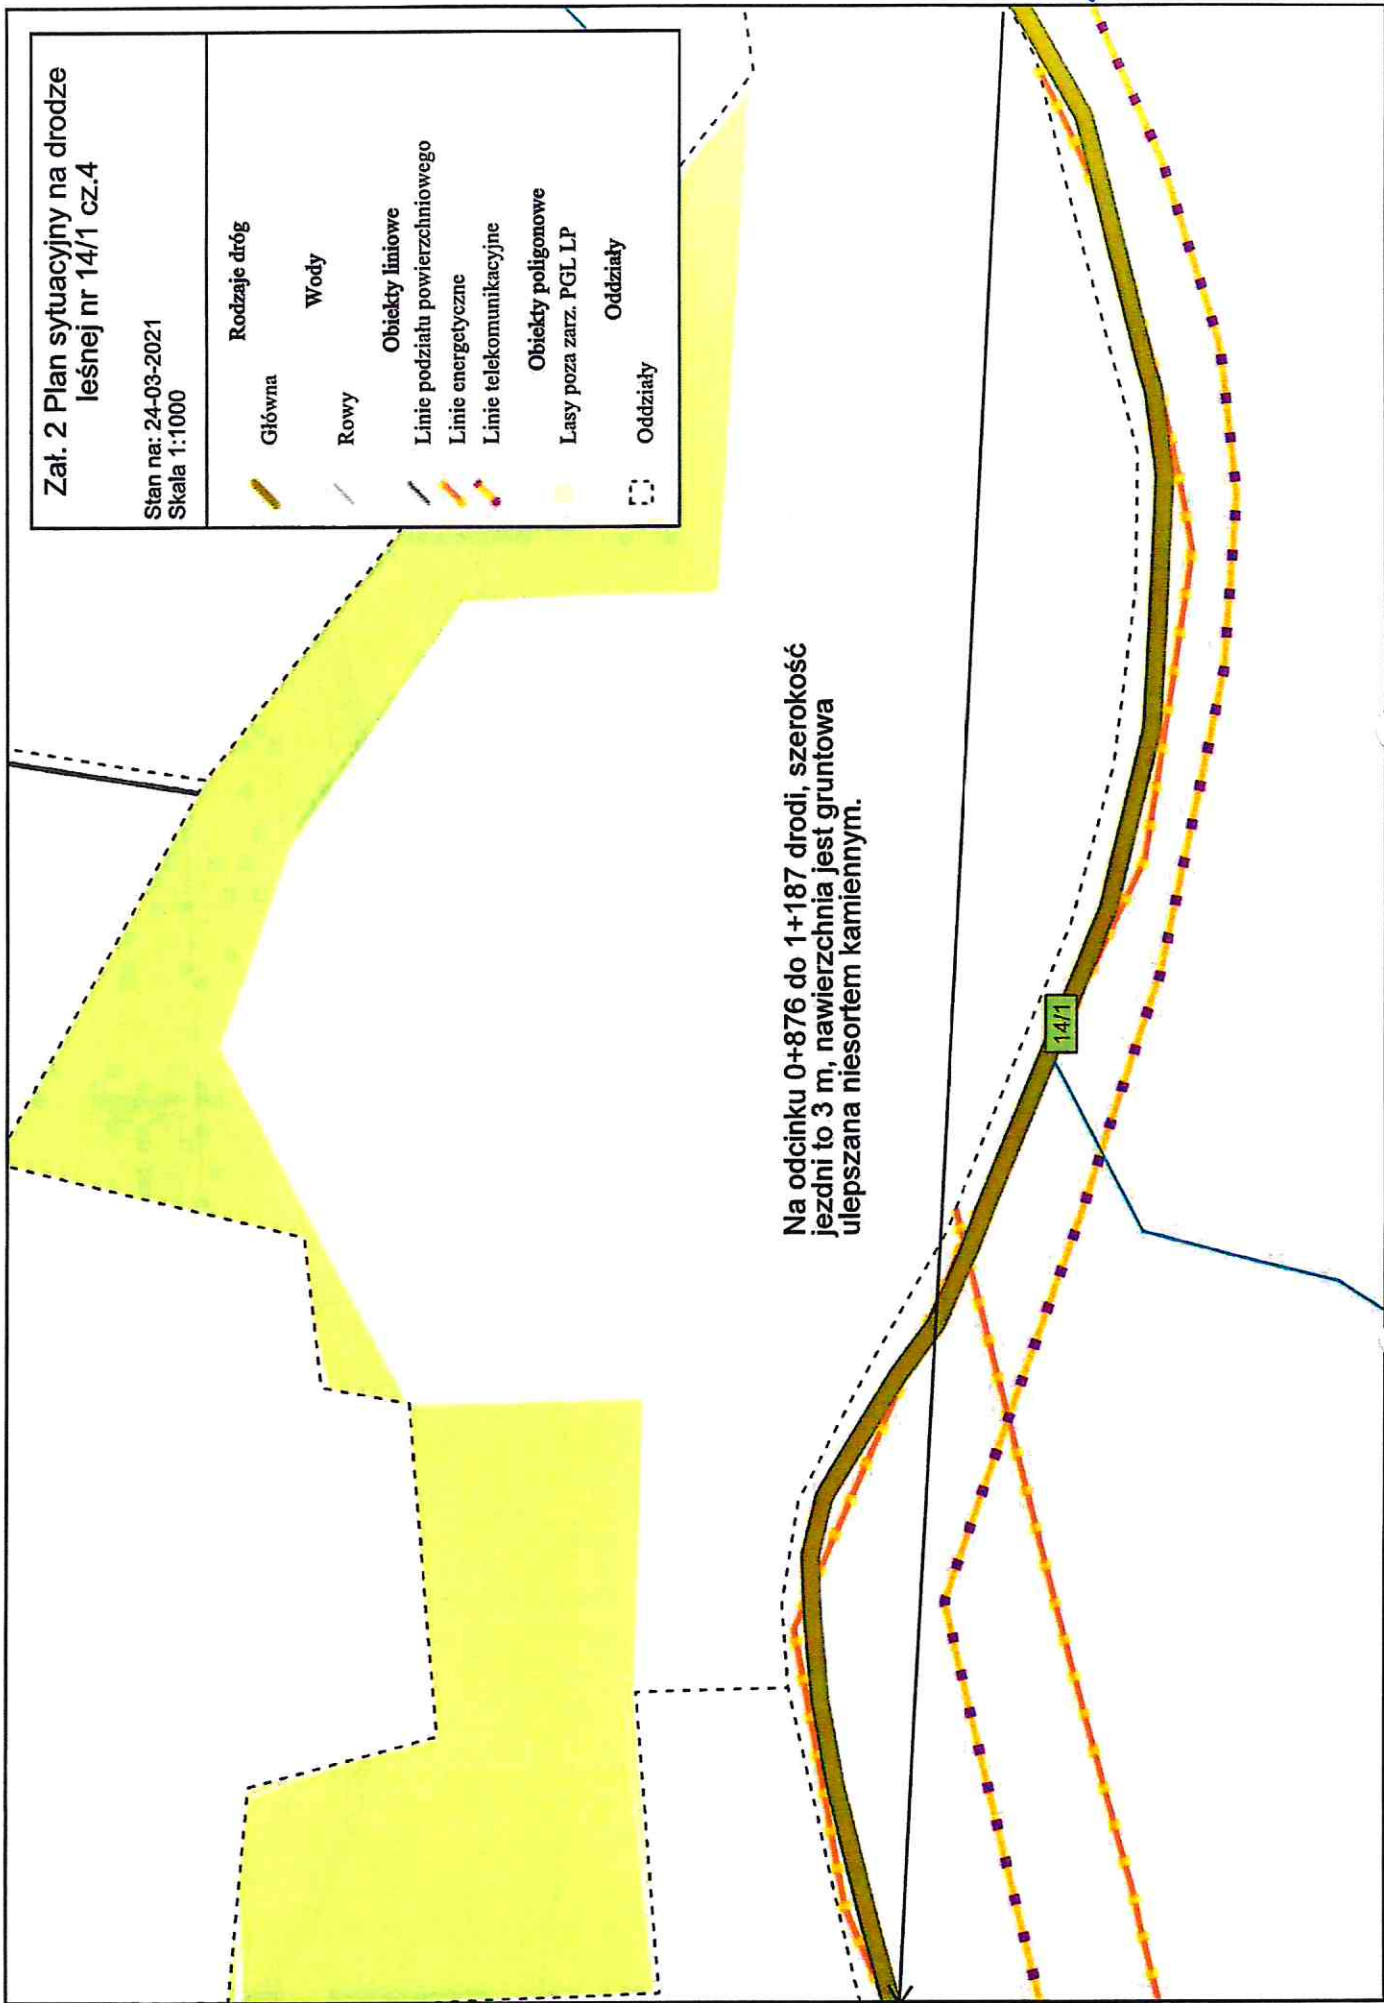 Zał. 2 Plan sytuacyjny na drodze
leśnej nr 14/1 cz.4
Stan na: 24-03-2021
Skala 1:1000
Rodzaje dróg
Główna
Wody
Rowy
Obiekty liniowe
Linie podziału powierzchniowego
Linie energetyczne
Linie telekomunikacyjne
Obiekty poligonowe
Lasy poza zarz. PGL LP
Oddziały
Oddziały
Na odcinku 0+876 do 1+187 drodi, szerokość
jezdni to 3 m, nawierzchnia jest gruntowa
ulepszana niesortem kamiennym.
14/1